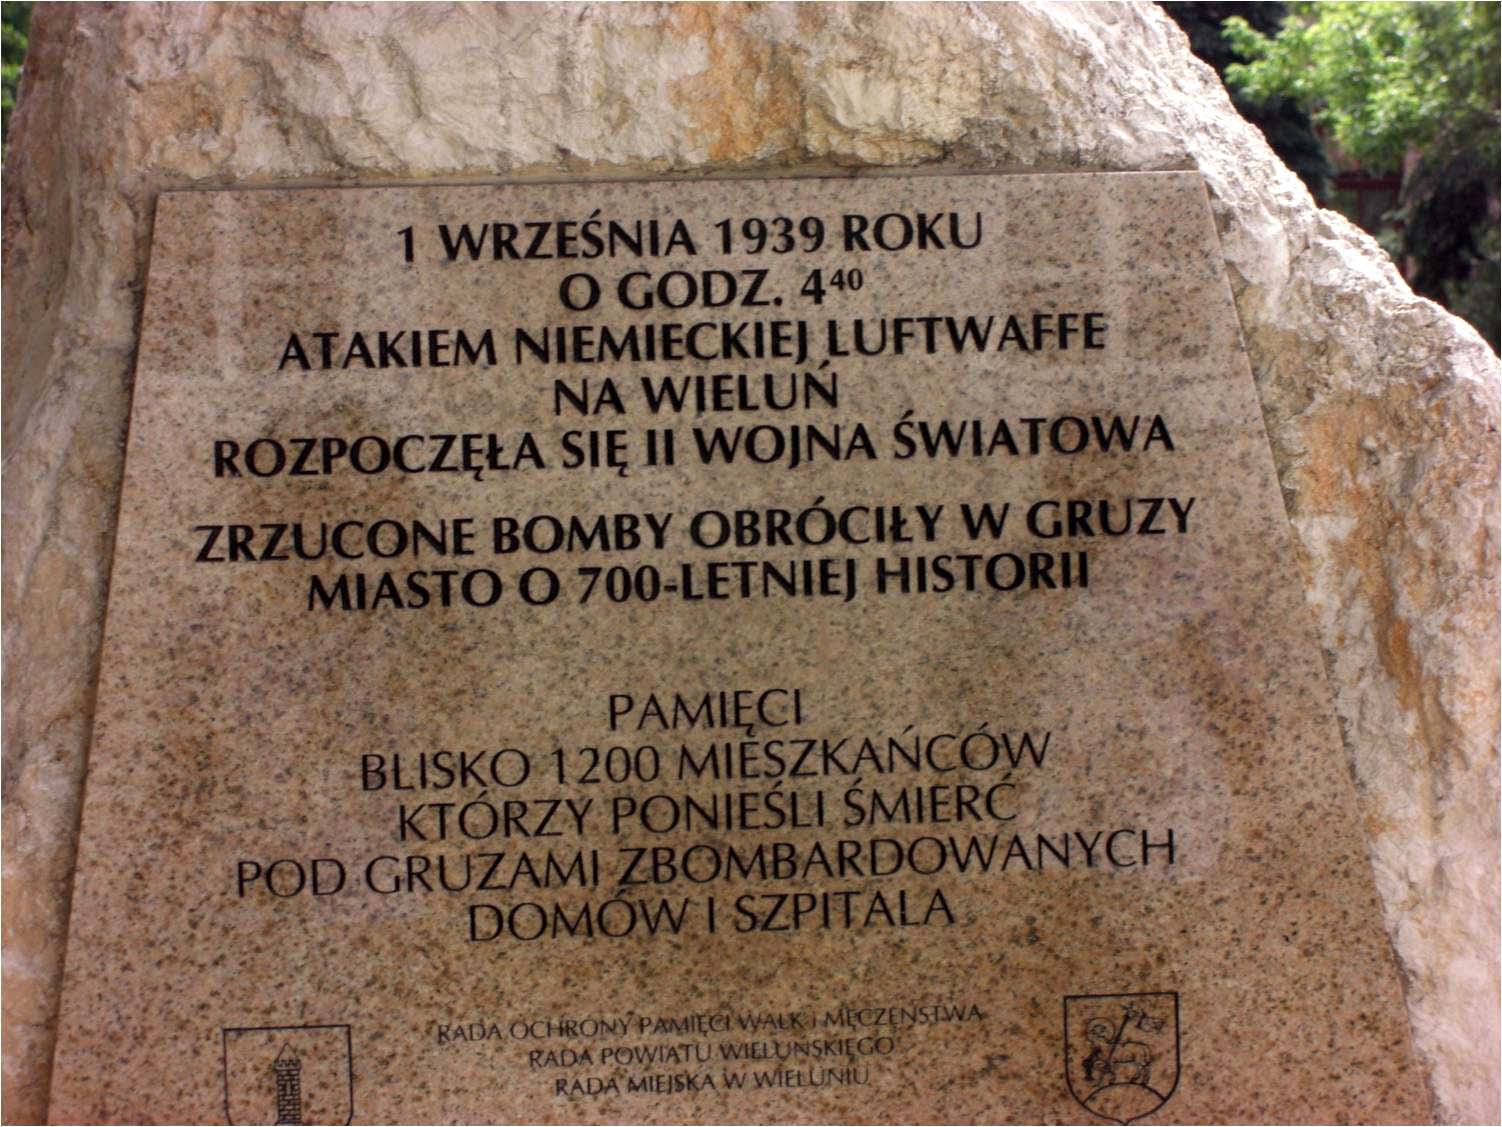 1 WRZEŚNIA 1939 ROKU
O GODZ. 4⁴⁰
ATAKIEM NIEMIECKIEJ LUFTWAFFE
NA WIELUŃ
ROZPOCZĘŁA SIĘ II WOJNA ŚWIATOWA
ZRZUCONE BOMBY OBRÓCIŁY W GRUZY
MIASTO O 700-LETNIEJ HISTORII
PAMIĘCI
BLISKO 1200 MIESZKAŃCÓW
KTÓRZY PONIEŚLI ŚMIERĆ
POD GRUZAMI ZBOMBARDOWANYCH
DOMÓW I SZPITALA
RADA OCHRONY PAMIĘCI WALK I MĘCZEŃSTWA
RADA POWIATU WIELUŃSKIEGO
RADA MIEJSKA W WIELUNIU